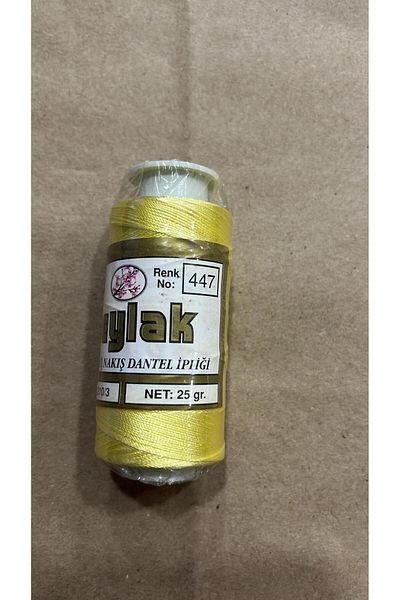 Renk
No: 447
ylak
NAKIŞ DANTEL İPLİĞİ
NET: 25 gr.